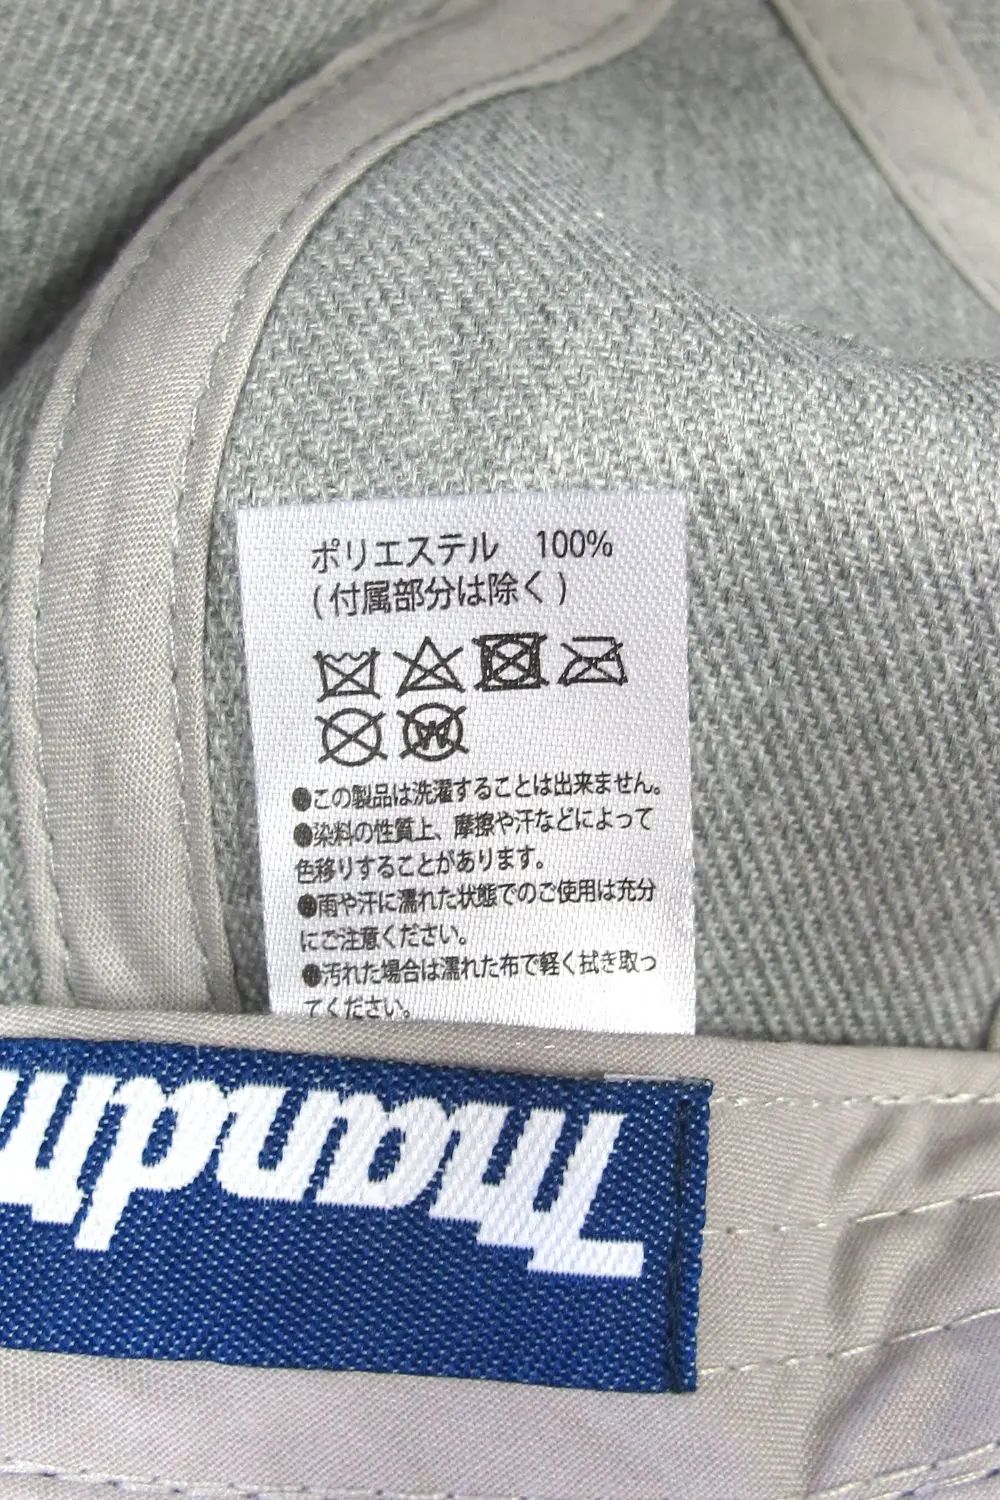 ポリエステル 100%
(付属部分は除く)
W
●この製品は洗濯することは出来ません。
●染料の性質上、摩擦や汗などによって
色移りすることがあります。
●雨や汗に濡れた状態でのご使用は充分
にご注意ください。
●汚れた場合は濡れた布で軽く拭き取っ
てください。